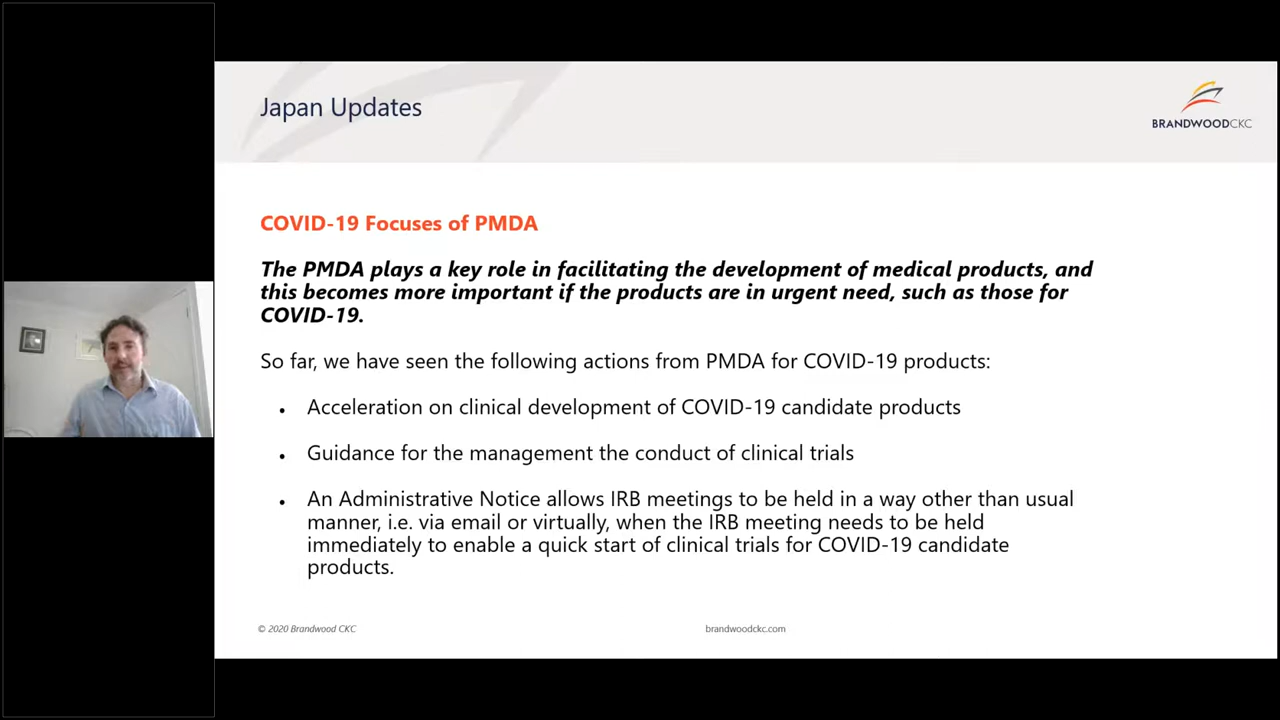 Japan Updates
BRANDWOODCKC
COVID-19 Focuses of PMDA
The PMDA plays a key role in facilitating the development of medical products, and
this becomes more important if the products are in urgent need, such as those for
COVID-19.
So far, we have seen the following actions from PMDA for COVID-19 products:
• Acceleration on clinical development of COVID-19 candidate products
• Guidance for the management the conduct of clinical trials
• An Administrative Notice allows IRB meetings to be held in a way other than usual
manner, i.e. via email or virtually, when the IRB meeting needs to be held
immediately to enable a quick start of clinical trials for COVID-19 candidate
products.
© 2020 Brandwood CKC
brandwoodckc.com